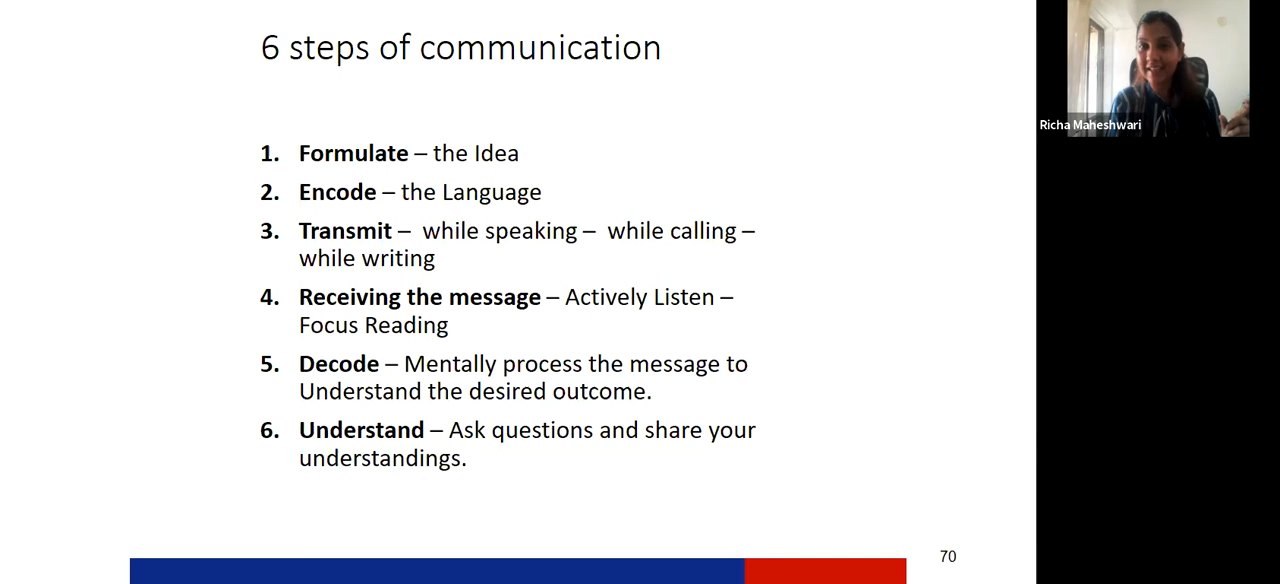 6 steps of communication
1. Formulate – the Idea
2. Encode – the Language
3. Transmit – while speaking – while calling –
while writing
4. Receiving the message – Actively Listen –
Focus Reading
5. Decode – Mentally process the message to
Understand the desired outcome.
6. Understand – Ask questions and share your
understandings.
70
Richa Maheshwari